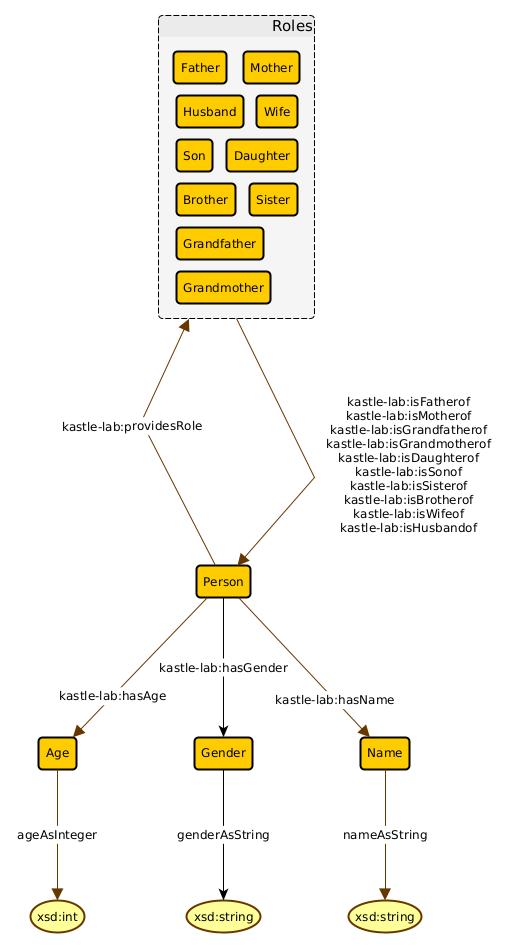 Roles
Father
Mother
Husband
Wife
Son
Daughter
Brother
Sister
Grandfather
Grandmother
kastle-lab:providesRole
kastle-lab:isFatherof
kastle-lab:isMotherof
kastle-lab:isGrandfatherof
kastle-lab:isGrandmotherof
kastle-lab:isDaughterof
kastle-lab:isSonof
kastle-lab:isSisterof
kastle-lab:isBrotherof
kastle-lab:isWifeof
kastle-lab:isHusbandof
Person
kastle-lab:hasAge
kastle-lab:hasGender
kastle-lab:hasName
Age
Gender
Name
ageAsInteger
genderAsString
nameAsString
xsd:int
xsd:string
xsd:string